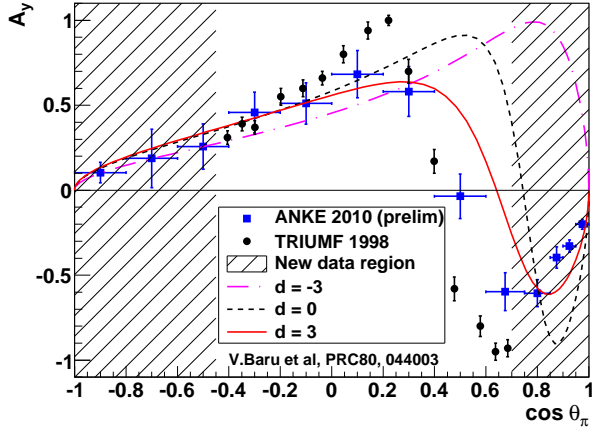 A_y
1
0.5
0
-0.5
-1
ANKE 2010 (prelim)
TRIUMF 1998
New data region
d = -3
d = 0
d = 3
V.Baru et al, PRC80, 044003
-1 -0.8 -0.6 -0.4 -0.2 0 0.2 0.4 0.6 0.8 1
cos θ_π